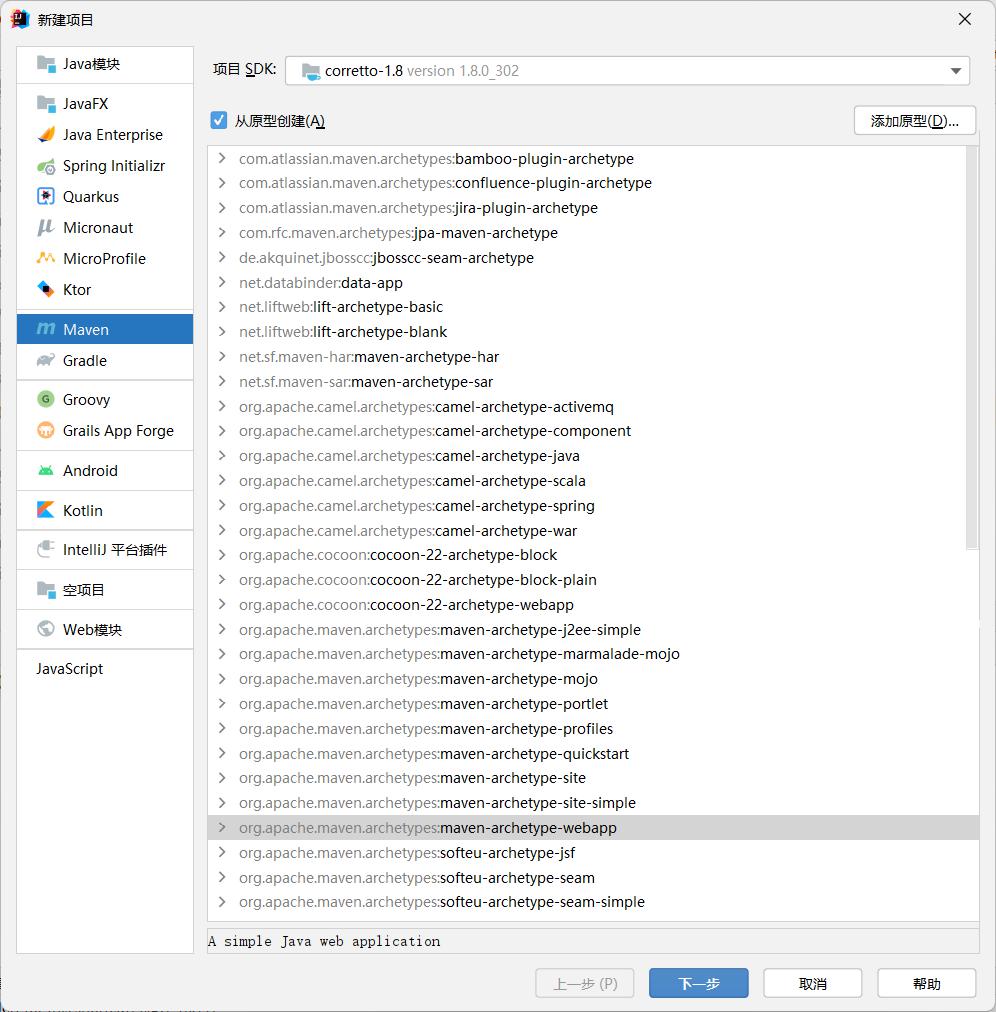 新建项目
Java模块
JavaFX
Java Enterprise
Spring Initializr
Quarkus
Micronaut
MicroProfile
Ktor
Maven
Gradle
Groovy
Grails App Forge
Android
Kotlin
IntelliJ 平台插件
空项目
Web模块
JavaScript
项目 SDK: corretto-1.8 version 1.8.0_302
从原型创建(A) 添加原型(D)...
com.atlassian.maven.archetypes:bamboo-plugin-archetype
com.atlassian.maven.archetypes:confluence-plugin-archetype
com.atlassian.maven.archetypes:jira-plugin-archetype
com.rfc.maven.archetypes:jpa-maven-archetype
de.akquinet.jbosscc:jbosscc-seam-archetype
net.databinder:data-app
net.liftweb:lift-archetype-basic
net.liftweb:lift-archetype-blank
net.sf.maven-har:maven-archetype-har
net.sf.maven-sar:maven-archetype-sar
org.apache.camel.archetypes:camel-archetype-activemq
org.apache.camel.archetypes:camel-archetype-component
org.apache.camel.archetypes:camel-archetype-java
org.apache.camel.archetypes:camel-archetype-scala
org.apache.camel.archetypes:camel-archetype-spring
org.apache.camel.archetypes:camel-archetype-war
org.apache.cocoon:cocoon-22-archetype-block
org.apache.cocoon:cocoon-22-archetype-block-plain
org.apache.cocoon:cocoon-22-archetype-webapp
org.apache.maven.archetypes:maven-archetype-j2ee-simple
org.apache.maven.archetypes:maven-archetype-marmalade-mojo
org.apache.maven.archetypes:maven-archetype-mojo
org.apache.maven.archetypes:maven-archetype-portlet
org.apache.maven.archetypes:maven-archetype-profiles
org.apache.maven.archetypes:maven-archetype-quickstart
org.apache.maven.archetypes:maven-archetype-site
org.apache.maven.archetypes:maven-archetype-site-simple
org.apache.maven.archetypes:maven-archetype-webapp
org.apache.maven.archetypes:softeu-archetype-jsf
org.apache.maven.archetypes:softeu-archetype-seam
org.apache.maven.archetypes:softeu-archetype-seam-simple
A simple Java web application
上一步 (P) 下一步 取消 帮助